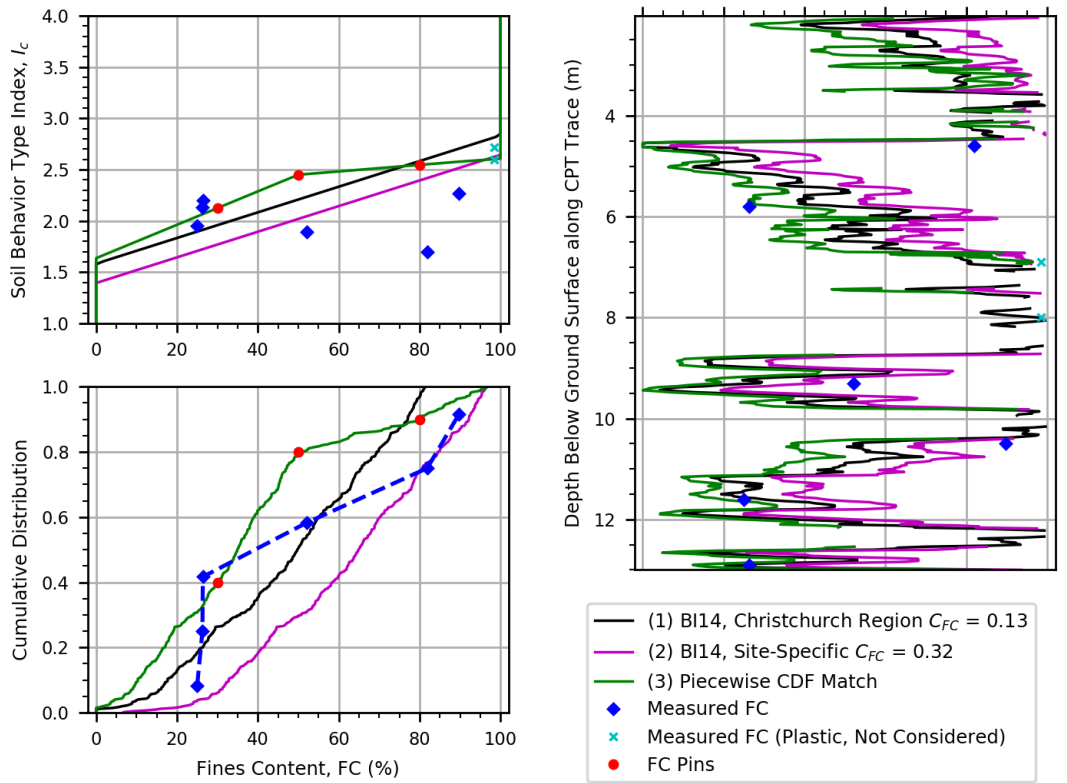 4.0
3.5
3.0
2.5
2.0
1.5
1.0
Soil Behavior Type Index, I_c
0 20 40 60 80 100
1.0
0.8
0.6
0.4
0.2
0.0
Cumulative Distribution
0 20 40 60 80 100
Fines Content, FC (%)
Depth Below Ground Surface along CPT Trace (m)
4
6
8
10
12
(1) BI14, Christchurch Region C_FC = 0.13
(2) BI14, Site-Specific C_FC = 0.32
(3) Piecewise CDF Match
Measured FC
Measured FC (Plastic, Not Considered)
FC Pins